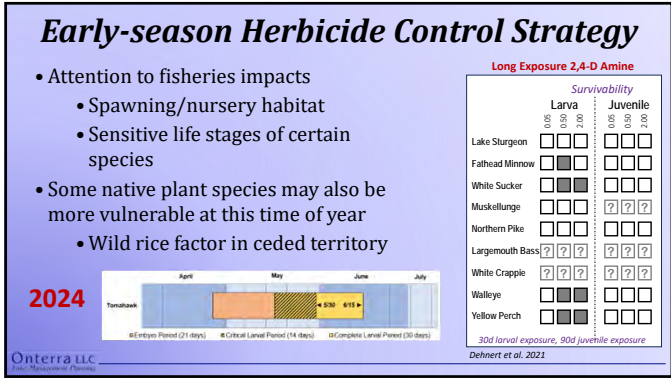 Early-season Herbicide Control Strategy
• Attention to fisheries impacts
• Spawning/nursery habitat
• Sensitive life stages of certain
species
• Some native plant species may also be
more vulnerable at this time of year
• Wild rice factor in ceded territory
2024
April May June July
Tomahawk
5/30 6/15
Embryo Period (21 days) Critical Larval Period (14 days) Complete Larval Period (30 days)
Onterra LLC
Lake Management Planning
Long Exposure 2,4-D Amine
Survivability
Larva Juvenile
0.05 0.50 2.00 0.05 0.50 2.00
Lake Sturgeon
Fathead Minnow
White Sucker
Muskellunge ? ? ?
Northern Pike
Largemouth Bass ? ? ? ? ? ?
White Crappie ? ? ? ? ? ?
Walleye
Yellow Perch
30d larval exposure, 90d juvenile exposure
Dehnert et al. 2021